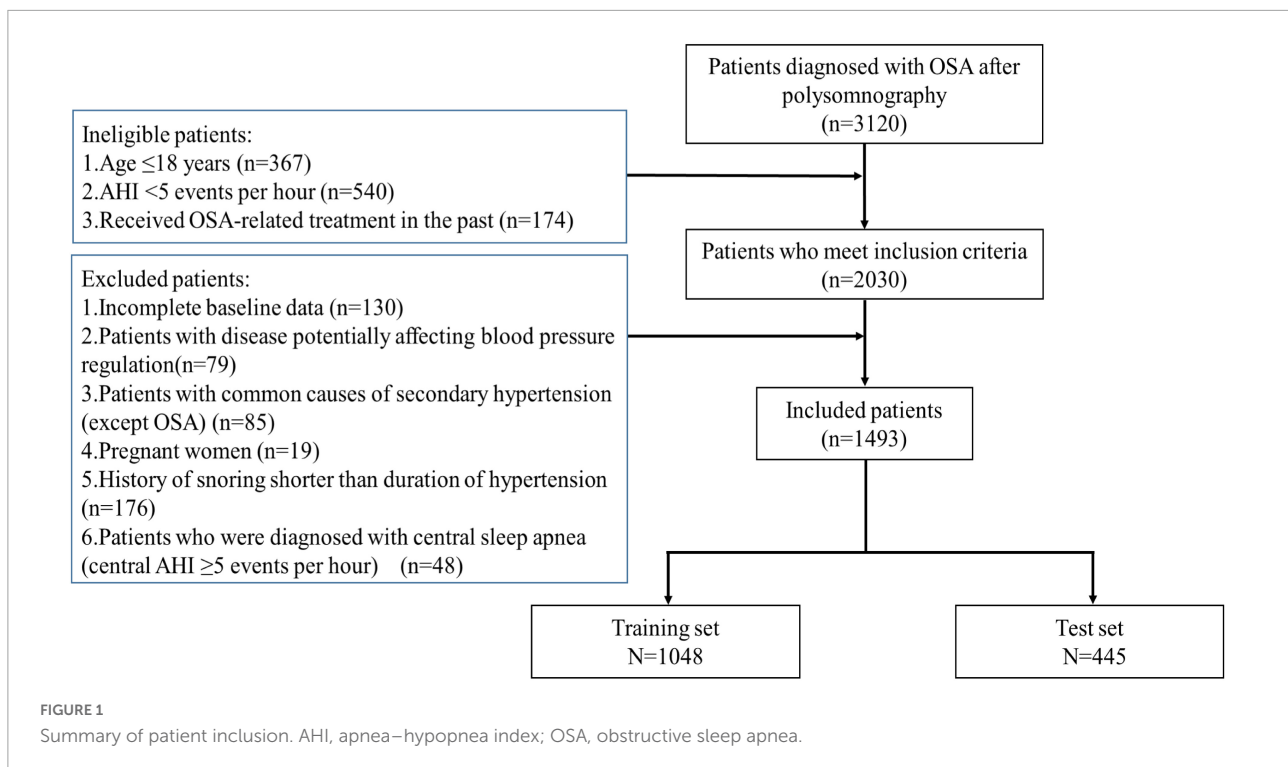 Patients diagnosed with OSA after
polysomnography
(n=3120)
Ineligible patients:
1.Age ≤18 years (n=367)
2.AHI <5 events per hour (n=540)
3.Received OSA-related treatment in the past (n=174)
Patients who meet inclusion criteria
(n=2030)
Excluded patients:
1.Incomplete baseline data (n=130)
2.Patients with disease potentially affecting blood pressure
regulation(n=79)
3.Patients with common causes of secondary hypertension
(except OSA) (n=85)
4.Pregnant women (n=19)
5.History of snoring shorter than duration of hypertension
(n=176)
6.Patients who were diagnosed with central sleep apnea
(central AHI ≥5 events per hour) (n=48)
Included patients
(n=1493)
Training set
N=1048
Test set
N=445
FIGURE 1
Summary of patient inclusion. AHI, apnea–hypopnea index; OSA, obstructive sleep apnea.